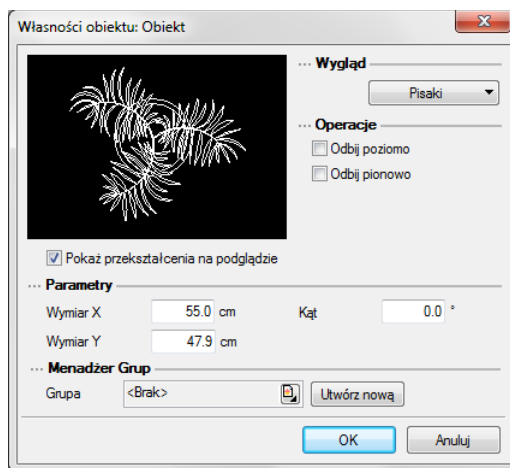 Własności obiektu: Obiekt
Wygląd
Pisaki
Operacje
Odbij poziomo
Odbij pionowo
Pokaż przekształcenia na podglądzie
Parametry
Wymiar X 55.0 cm Kąt 0.0 °
Wymiar Y 47.9 cm
Menadżer Grup
Grupa <Brak> Utwórz nową
OK Anuluj